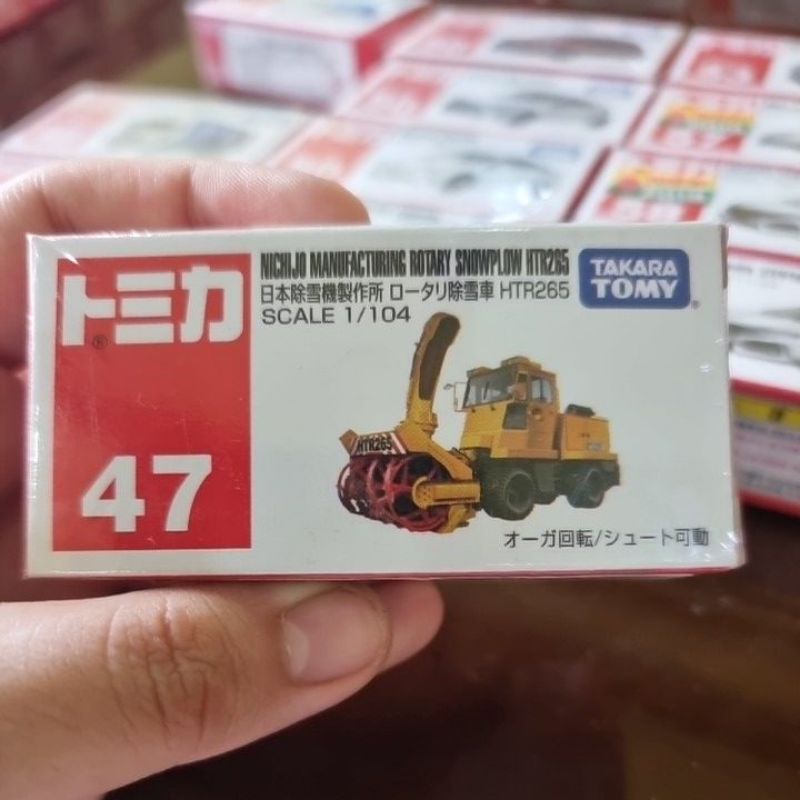 トミカ®
47
NICHIJO MANUFACTURING ROTARY SNOWPLOW HTR265
日本除雪機製作所 ロータリ除雪車 HTR265
SCALE 1/104
TAKARA
TOMY®
HTR265
オーガ回転/シュート可動
87